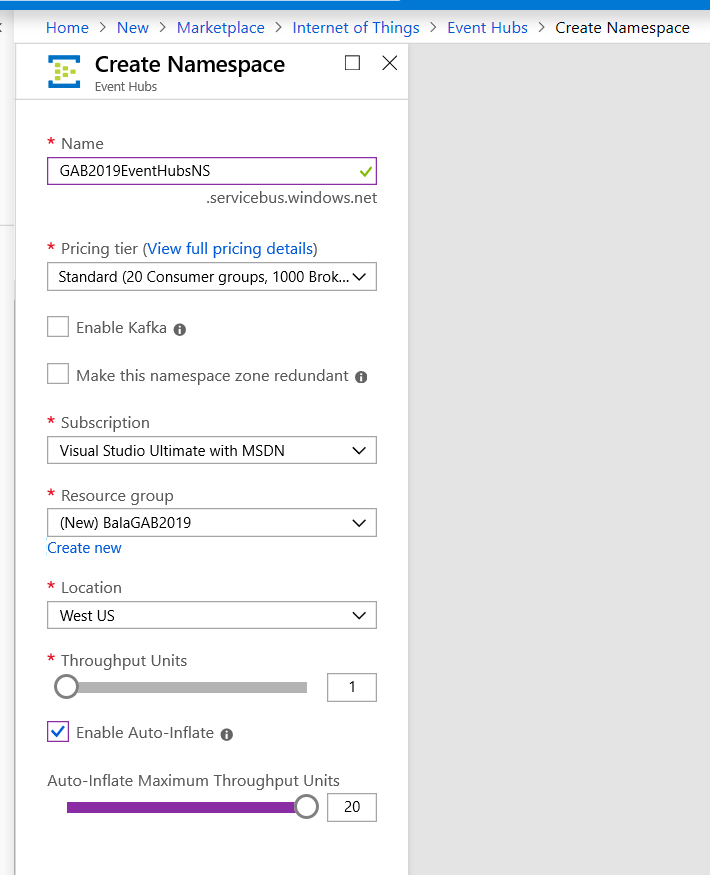 Home > New > Marketplace > Internet of Things > Event Hubs > Create Namespace
Create Namespace
Event Hubs
* Name
GAB2019EventHubsNS
.servicebus.windows.net
* Pricing tier (View full pricing details)
Standard (20 Consumer groups, 1000 Brok...
Enable Kafka
Make this namespace zone redundant
* Subscription
Visual Studio Ultimate with MSDN
* Resource group
(New) BalaGAB2019
Create new
* Location
West US
* Throughput Units
1
Enable Auto-Inflate
Auto-Inflate Maximum Throughput Units
20